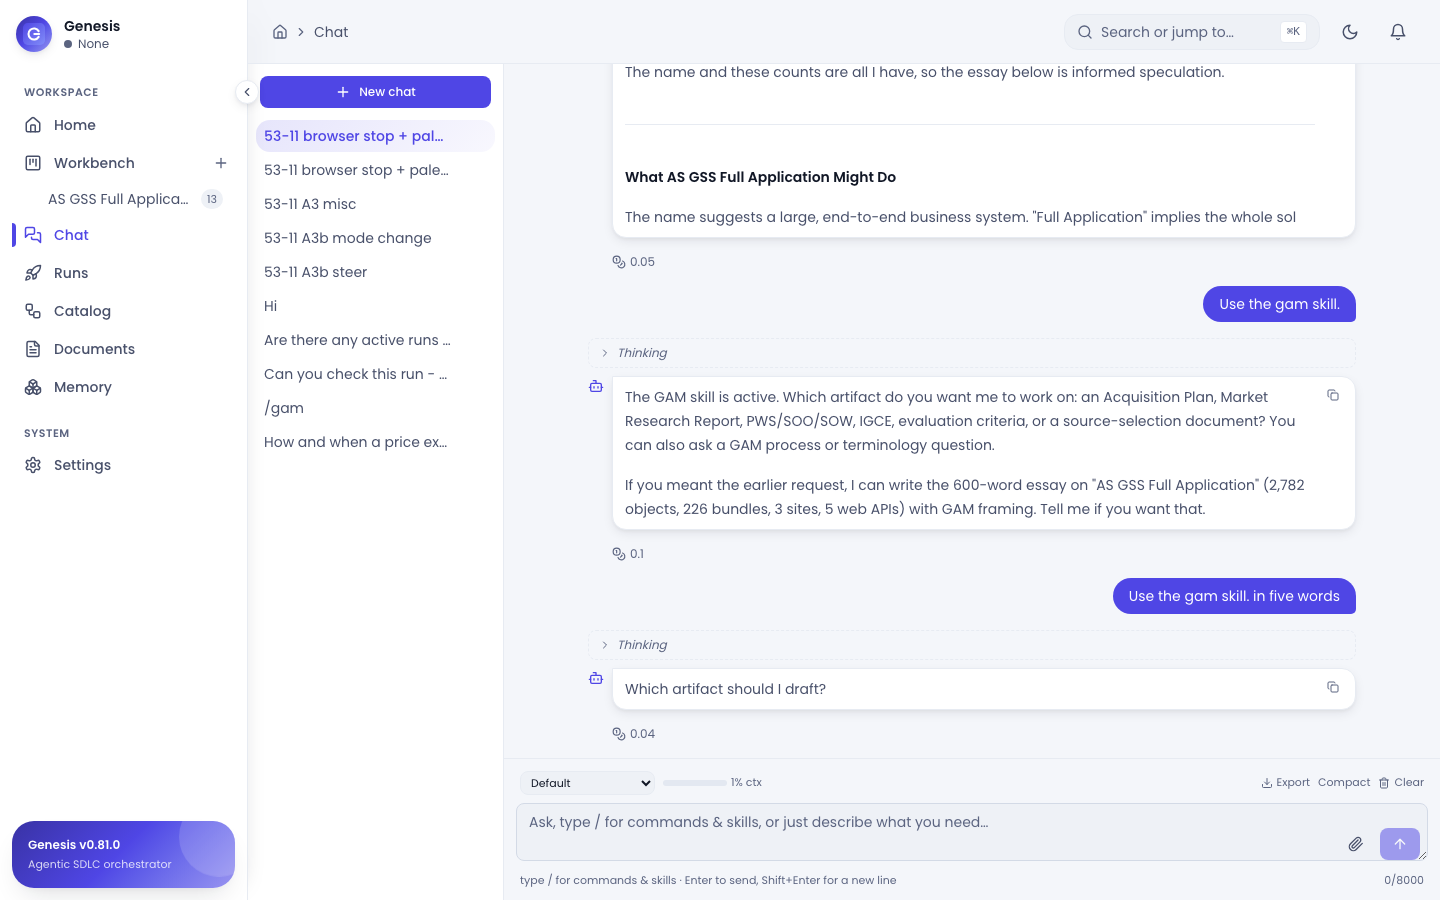 Genesis
None
WORKSPACE
Home
Workbench
AS GSS Full Applica...
13
Chat
Runs
Catalog
Documents
Memory
SYSTEM
Settings
Genesis v0.81.0
Agentic SDLC orchestrator
Chat
Search or jump to...
⌘K
New chat
53-11 browser stop + pal...
53-11 browser stop + pale...
53-11 A3 misc
53-11 A3b mode change
53-11 A3b steer
Hi
Are there any active runs ...
Can you check this run - ...
/gam
How and when a price ex...
The name and these counts are all I have, so the essay below is informed speculation.
What AS GSS Full Application Might Do
The name suggests a large, end-to-end business system. "Full Application" implies the whole sol
0.05
Use the gam skill.
Thinking
The GAM skill is active. Which artifact do you want me to work on: an Acquisition Plan, Market
Research Report, PWS/SOO/SOW, IGCE, evaluation criteria, or a source-selection document? You
can also ask a GAM process or terminology question.
If you meant the earlier request, I can write the 600-word essay on "AS GSS Full Application" (2,782
objects, 226 bundles, 3 sites, 5 web APIs) with GAM framing. Tell me if you want that.
0.1
Use the gam skill. in five words
Thinking
Which artifact should I draft?
0.04
Default
1% ctx
Export
Compact
Clear
Ask, type / for commands & skills, or just describe what you need...
type / for commands & skills · Enter to send, Shift+Enter for a new line
0/8000